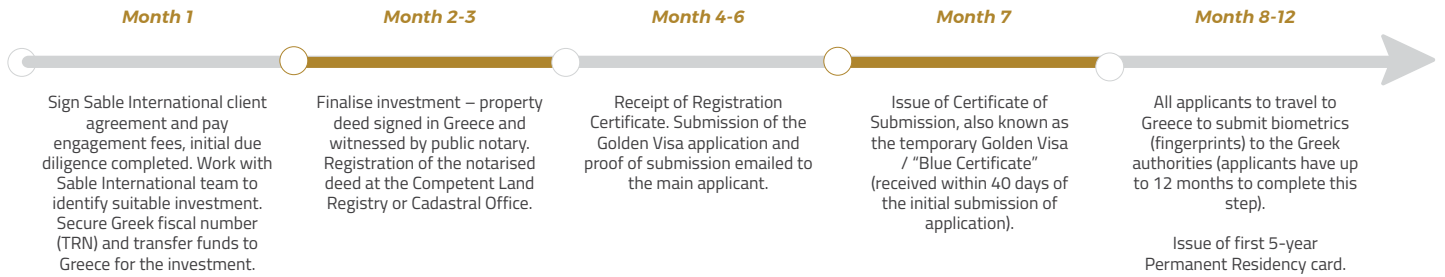 Month 1
Month 2-3
Month 4-6
Month 7
Month 8-12
Sign Sable International client
agreement and pay
engagement fees, initial due
diligence completed. Work with
Sable International team to
identify suitable investment.
Secure Greek fiscal number
(TRN) and transfer funds to
Greece for the investment.
Finalise investment – property
deed signed in Greece and
witnessed by public notary.
Registration of the notarised
deed at the Competent Land
Registry or Cadastral Office.
Receipt of Registration
Certificate. Submission of the
Golden Visa application and
proof of submission emailed to
the main applicant.
Issue of Certificate of
Submission, also known as
the temporary Golden Visa
/ “Blue Certificate”
(received within 40 days of
the initial submission of
application).
All applicants to travel to
Greece to submit biometrics
(fingerprints) to the Greek
authorities (applicants have up
to 12 months to complete this
step).
Issue of first 5-year
Permanent Residency card.